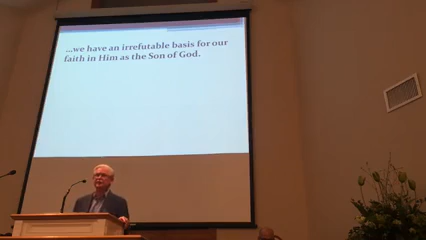 ...we have an irrefutable basis for our
faith in Him as the Son of God.